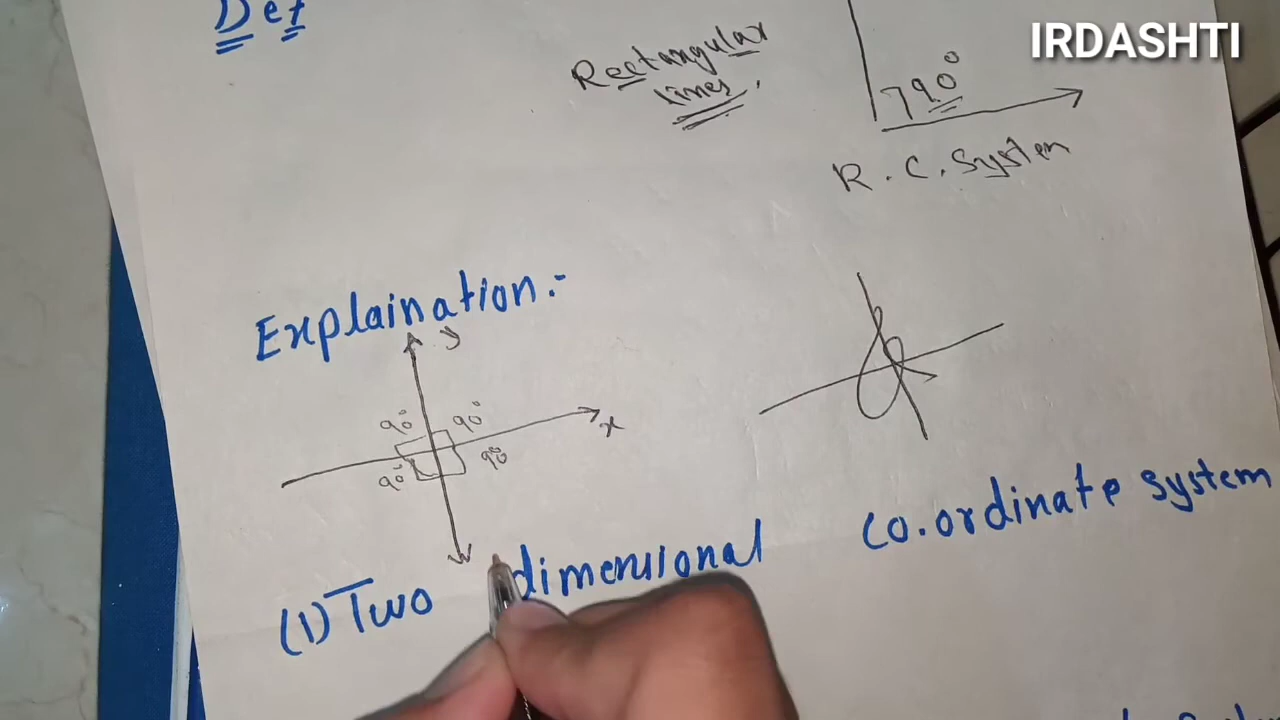 IRDASHTI
Def
Rectangular
lines.
90°
R.C.System
Explaination:-
y
90° 90°
x
90° 90°
(1) Two dimensional Co.ordinate system